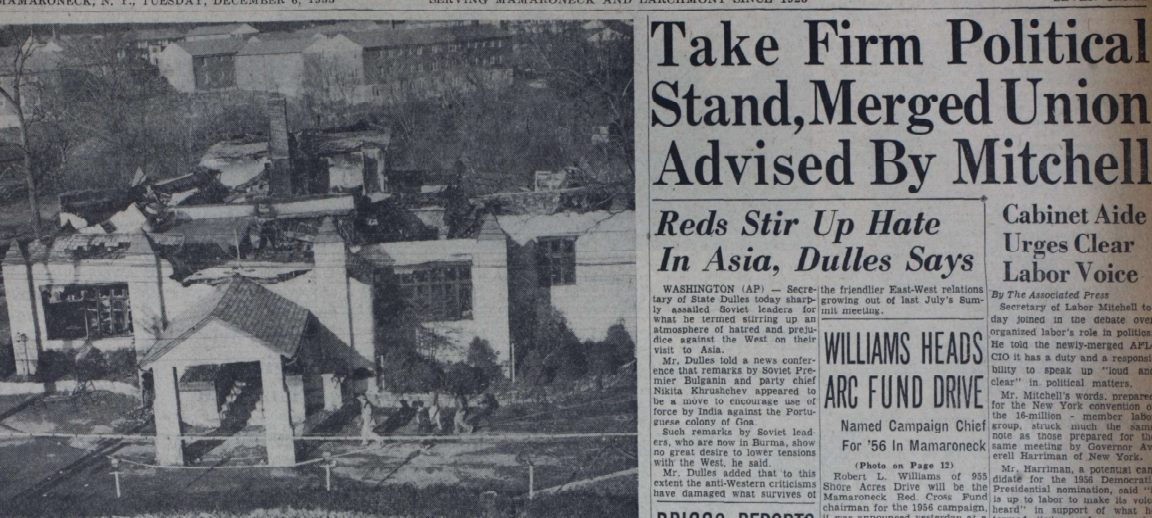 MAMARONECK, N. Y., TUESDAY, DECEMBER 6, 1955
SERVING MAMARONECK AND LARCHMONT SINCE
Take Firm Political
Stand, Merged Union
Advised By Mitchell
Reds Stir Up Hate
In Asia, Dulles Says
WASHINGTON (AP) — Secre-
tary of State Dulles today sharp-
ly assailed Soviet leaders for
what he termed stirring up an
atmosphere of hatred and preju-
dice against the West on their
visit to Asia.
Mr. Dulles told a news confer-
ence that remarks by Soviet Pre-
mier Bulganin and party chief
Nikita Khrushchev appeared to
be a move to encourage use of
force by India against the Portu-
guese colony of Goa.
Such remarks by Soviet lead-
ers, who are now in Burma, show
no great desire to lower tensions
with the West, he said.
Mr. Dulles added that to this
extent the anti-Western criticisms
have damaged what survives of
the friendlier East-West relations
growing out of last July's Sum-
mit meeting.
WILLIAMS HEADS
ARC FUND DRIVE
Named Campaign Chief
For '56 In Mamaroneck
(Photo on Page 12)
Robert L. Williams of 955
Shore Acres Drive will be the
Mamaroneck Red Cross Fund
chairman for the 1956 campaign,
it was announced yesterday at a
Cabinet Aide
Urges Clear
Labor Voice
By The Associated Press
Secretary of Labor Mitchell to-
day joined in the debate over
organized labor's role in politics.
He told the newly-merged AFL-
CIO it has a duty and a responsi-
bility to speak up "loud and
clear" in political matters.
Mr. Mitchell's words, prepared
for the New York convention of
the 16-million - member labor
group, struck much the same
note as those prepared for the
same meeting by Governor Av-
erell Harriman of New York.
Mr. Harriman, a potential can-
didate for the 1956 Democratic
Presidential nomination, said "it
is up to labor to make its voice
heard" in support of what he